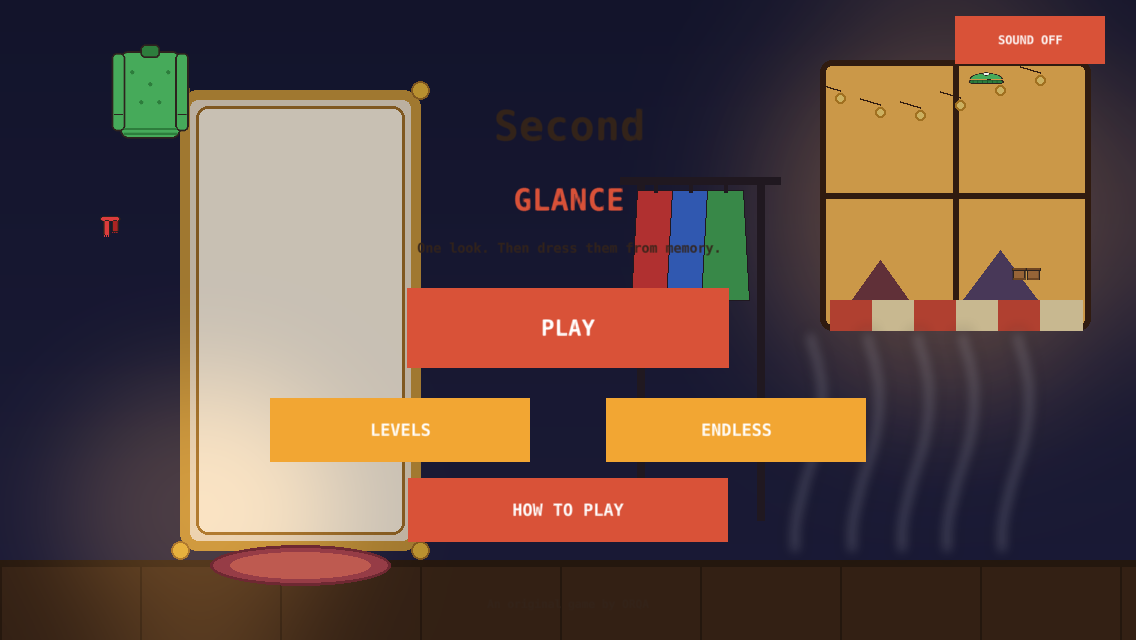 SOUND OFF
Second
GLANCE
One look. Then dress them from memory.
PLAY
LEVELS
ENDLESS
HOW TO PLAY